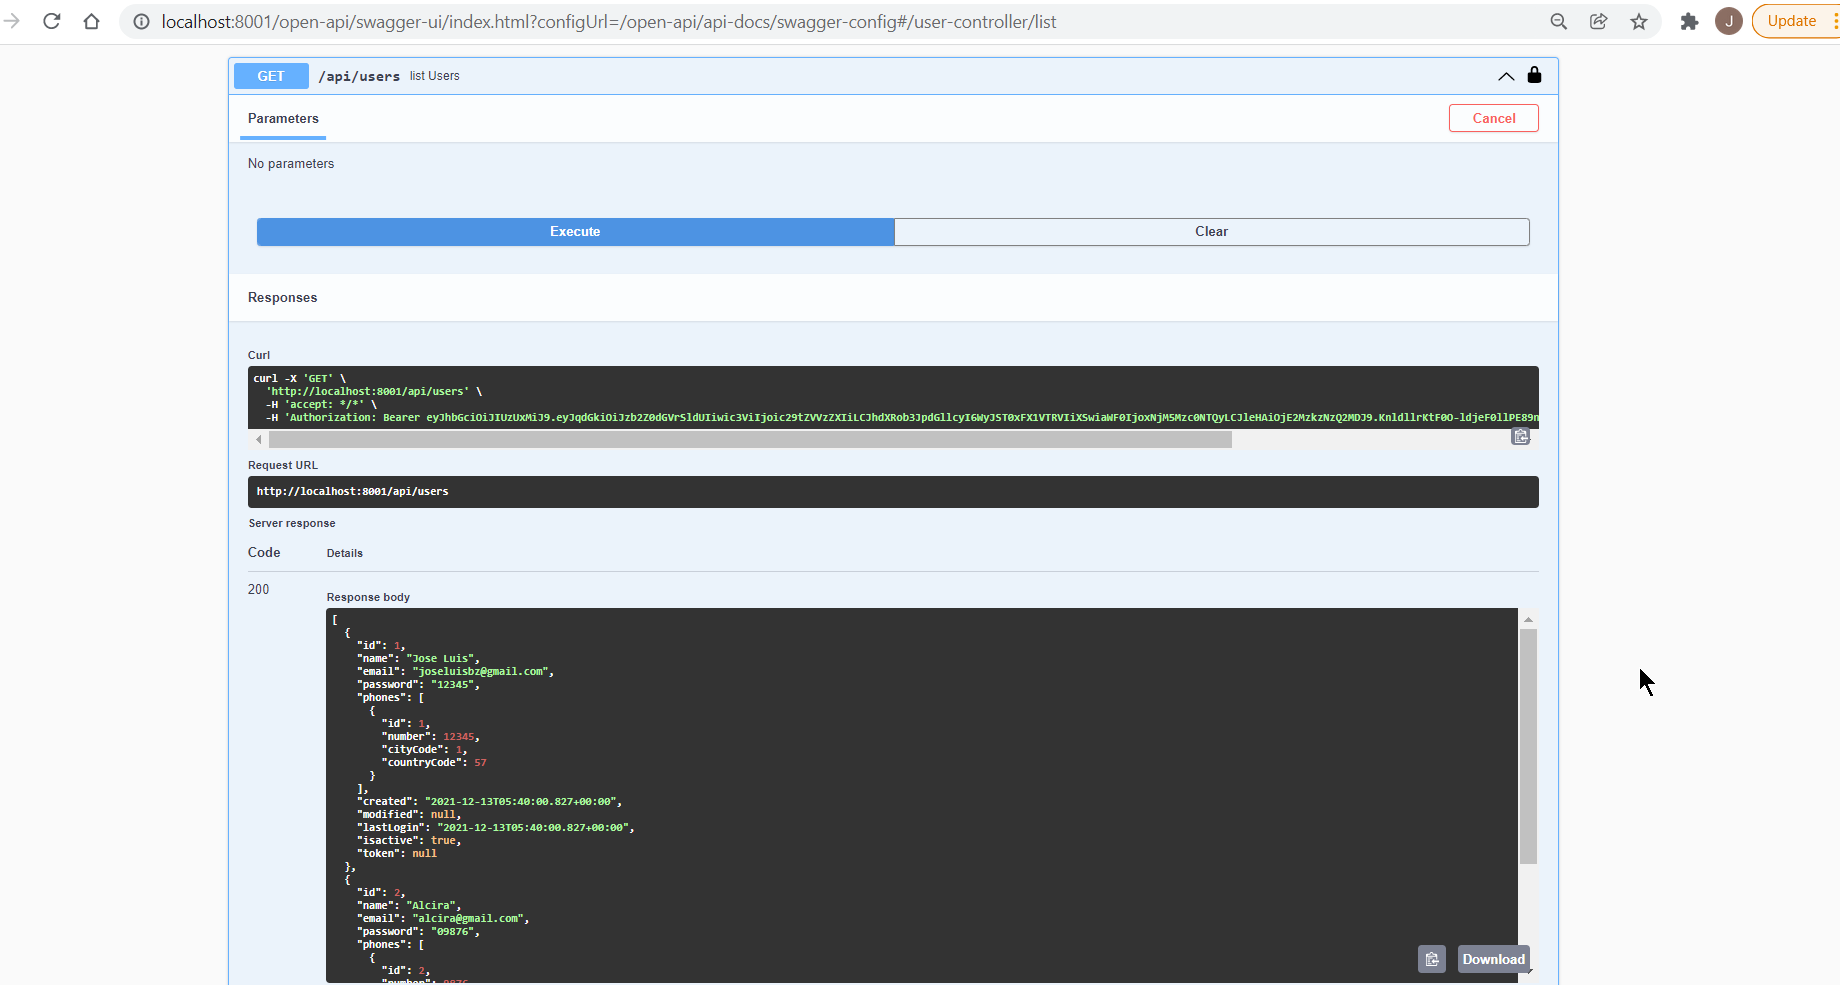 localhost:8001/open-api/swagger-ui/index.html?configUrl=/open-api/api-docs/swagger-config#/user-controller/list
J
Update
GET /api/users list Users
Parameters
Cancel
No parameters
Execute
Clear
Responses
Curl
curl -X 'GET' \
'http://localhost:8001/api/users' \
-H 'accept: */*' \
-H 'Authorization: Bearer
Request URL
http://localhost:8001/api/users
Server response
Code Details
200
Response body
[
{
"id": 1,
"name": "Jose Luis",
"email": "joseluisbz@gmail.com",
"password": "12345",
"phones": [
{
"id": 1,
"number": 12345,
"cityCode": 1,
"countryCode": 57
}
],
"created": "2021-12-13T05:40:00.827+00:00",
"modified": null,
"lastLogin": "2021-12-13T05:40:00.827+00:00",
"isactive": true,
"token": null
},
{
"id": 2,
"name": "Alcira",
"email": "alcira@gmail.com",
"password": "09876",
"phones": [
{
"id": 2,
Download